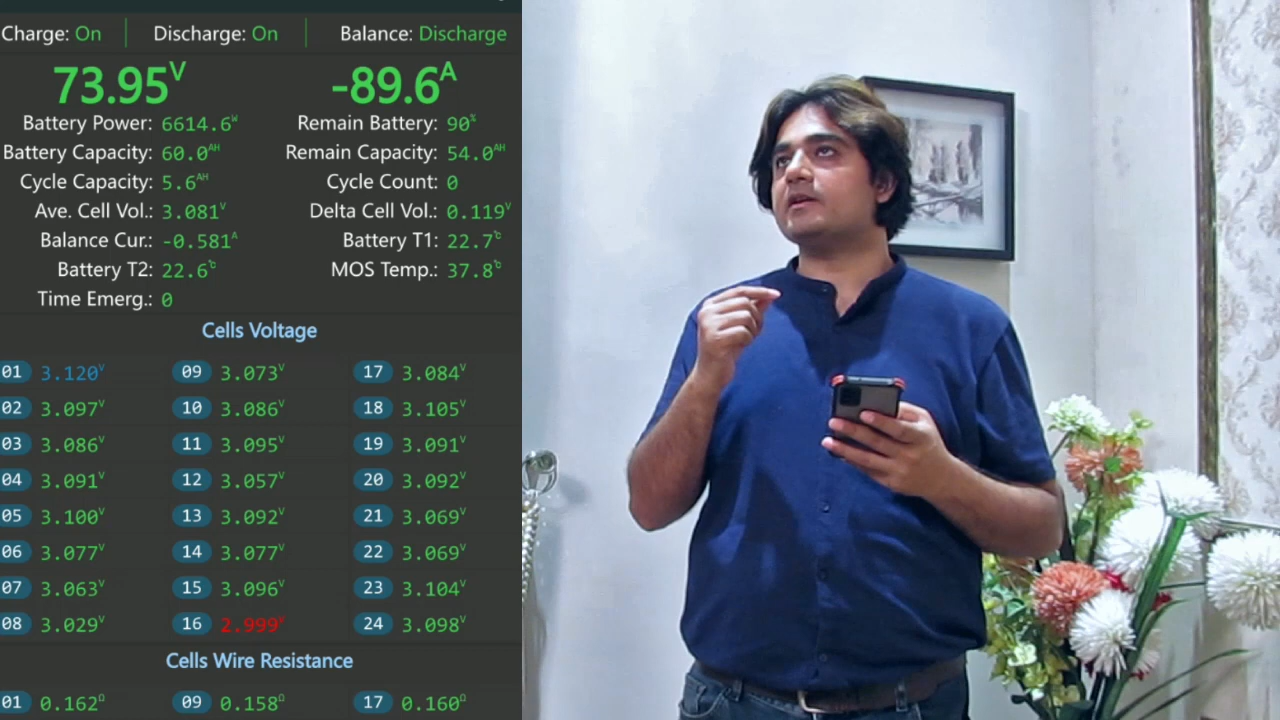 Charge: On Discharge: On Balance: Discharge
73.95V -89.6A
Battery Power: 6614.6W Remain Battery: 90%
Battery Capacity: 60.0AH Remain Capacity: 54.0AH
Cycle Capacity: 5.6AH Cycle Count: 0
Ave. Cell Vol.: 3.081V Delta Cell Vol.: 0.119V
Balance Cur.: -0.581A Battery T1: 22.7℃
Battery T2: 22.6℃ MOS Temp.: 37.8℃
Time Emerg.: 0
Cells Voltage
01 3.120V 09 3.073V 17 3.084V
02 3.097V 10 3.086V 18 3.105V
03 3.086V 11 3.095V 19 3.091V
04 3.091V 12 3.057V 20 3.092V
05 3.100V 13 3.092V 21 3.069V
06 3.077V 14 3.077V 22 3.069V
07 3.063V 15 3.096V 23 3.104V
08 3.029V 16 2.999V 24 3.098V
Cells Wire Resistance
01 0.162Ω 09 0.158Ω 17 0.160Ω